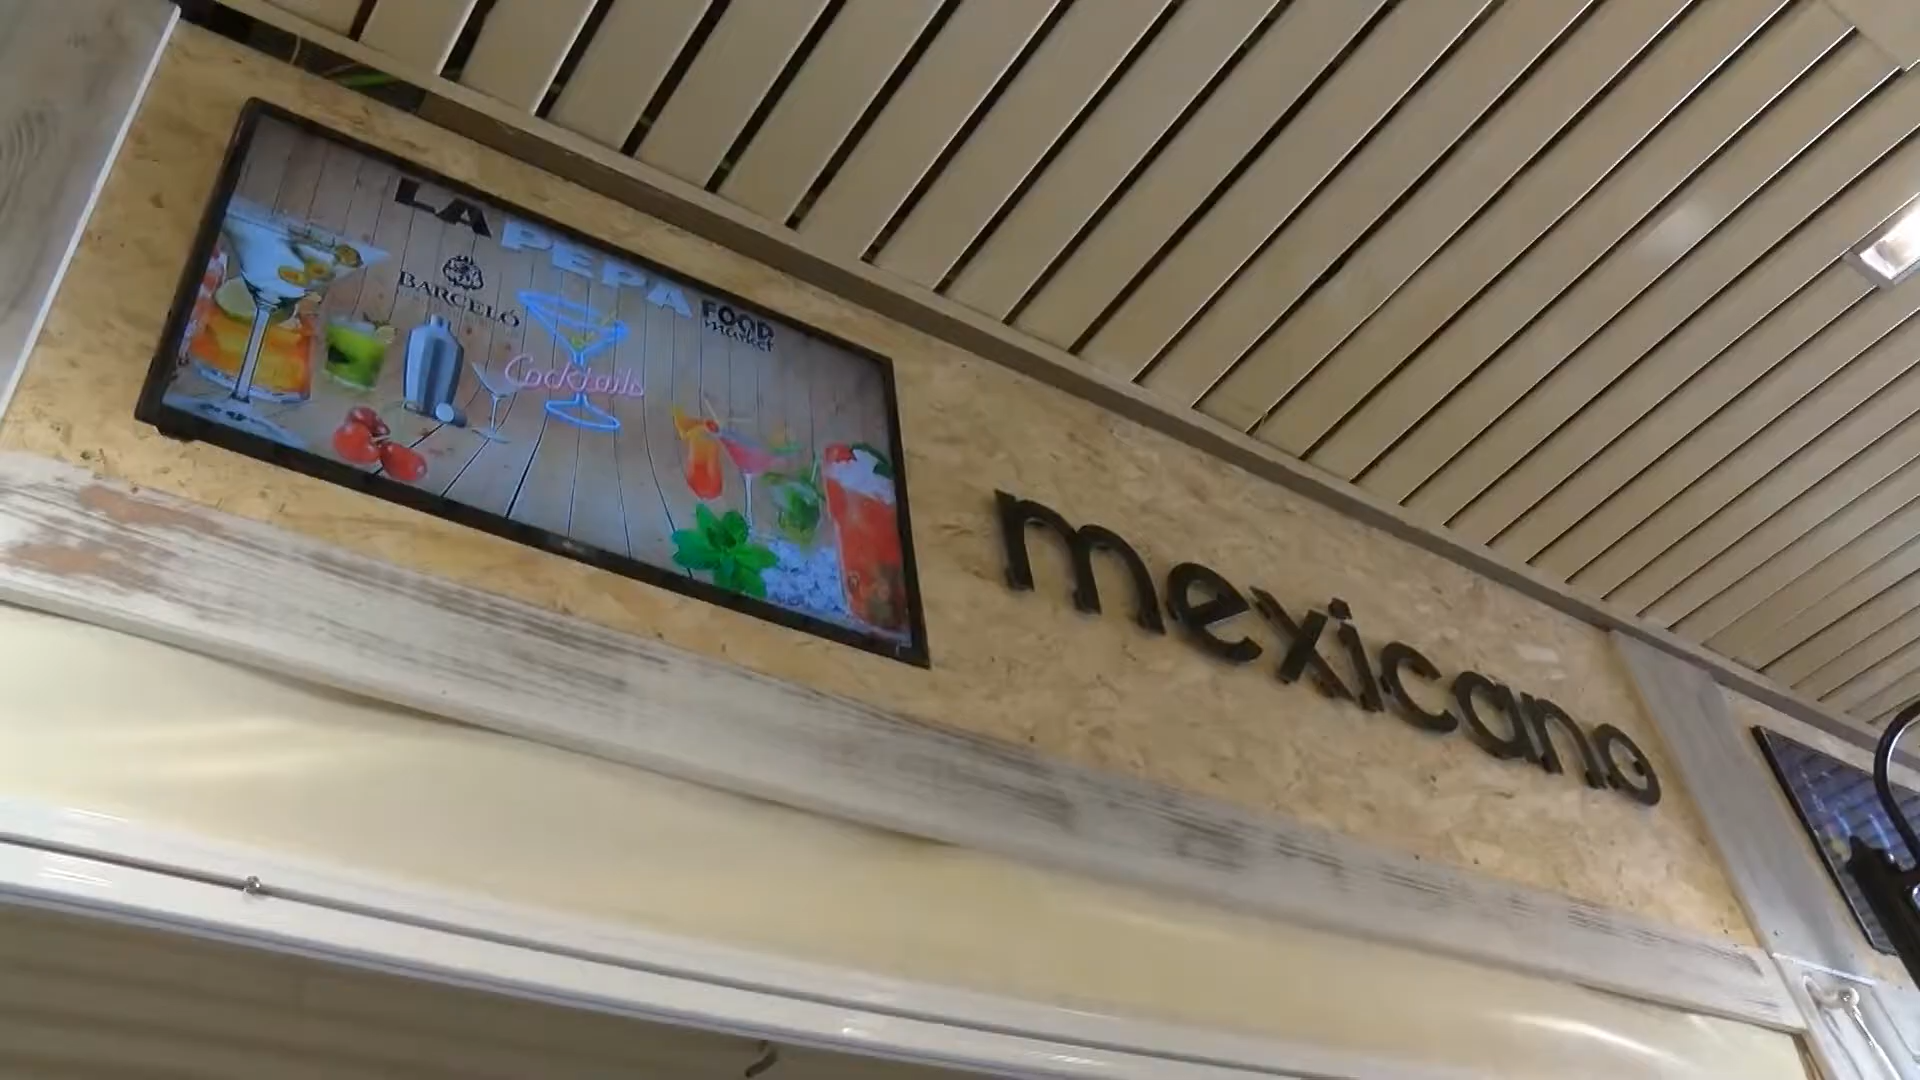 LA PEPA
FOOD
market
BARCELÓ
Cocktails
mexicano